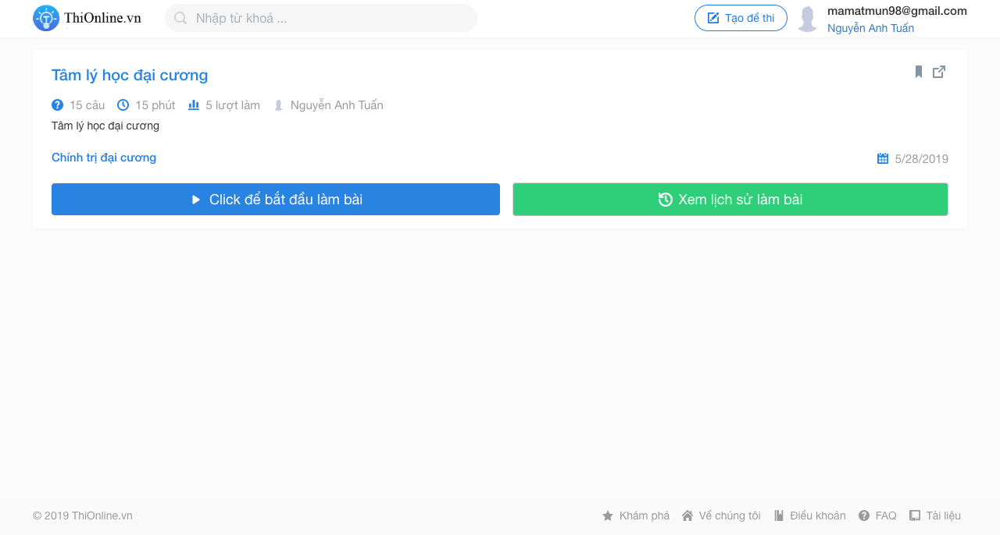 ThiOnline.vn
Nhập từ khoá ...
Tạo đề thi
mamatmun98@gmail.com
Nguyễn Anh Tuấn
Tâm lý học đại cương
15 câu 15 phút 5 lượt làm Nguyễn Anh Tuấn
Tâm lý học đại cương
Chính trị đại cương
5/28/2019
Click để bắt đầu làm bài
Xem lịch sử làm bài
© 2019 ThiOnline.vn
Khám phá Về chúng tôi Điều khoản FAQ Tài liệu